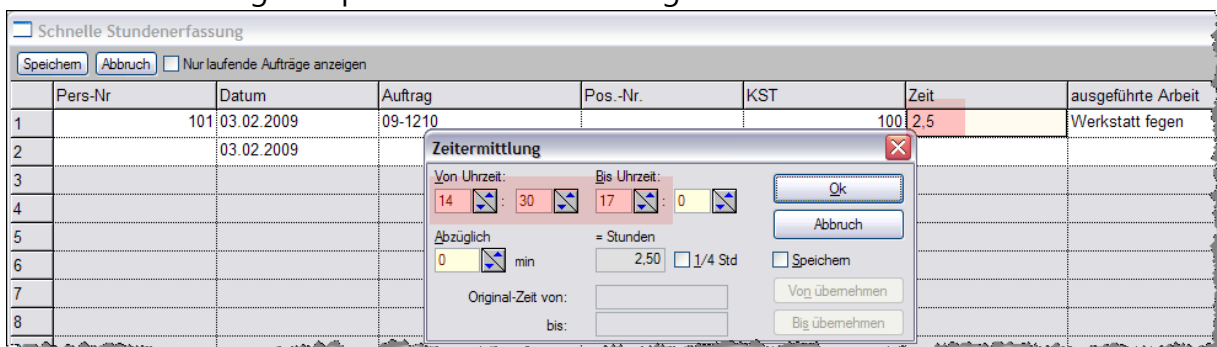 Schnelle Stundenerfassung
Speichern Abbruch Nur laufende Aufträge anzeigen
Pers-Nr Datum Auftrag Pos.-Nr. KST Zeit ausgeführte Arbeit
1 101 03.02.2009 09-1210 100 2,5 Werkstatt fegen
2 03.02.2009
Zeitermittlung
3
Von Uhrzeit: Bis Uhrzeit:
14 : 30 17 : 0 Ok
4
Abbruch
5
Abzüglich = Stunden
0 min 2,50 1/4 Std Speichern
6
7
Original-Zeit von: Von übernehmen
8
bis: Bis übernehmen